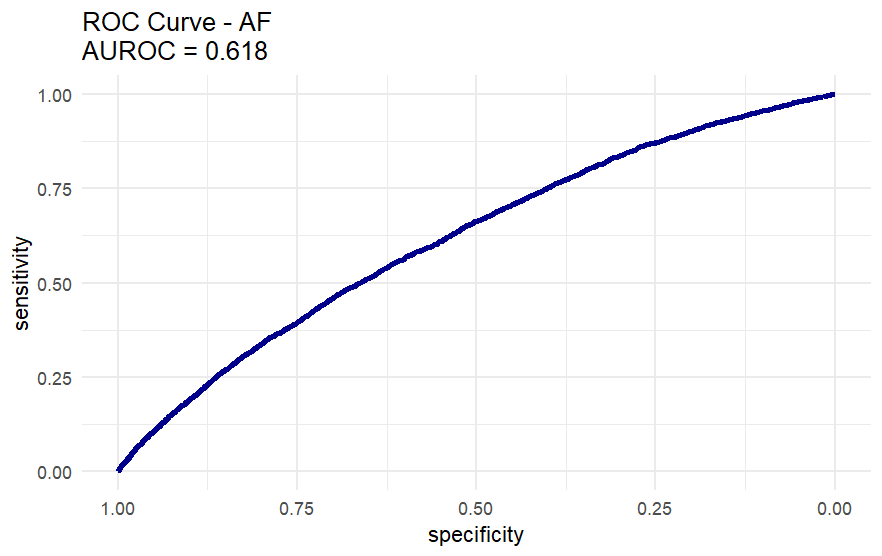 ROC Curve - AF
AUROC = 0.618
1.00
0.75
0.50
0.25
0.00
sensitivity
1.00 0.75 0.50 0.25 0.00
specificity